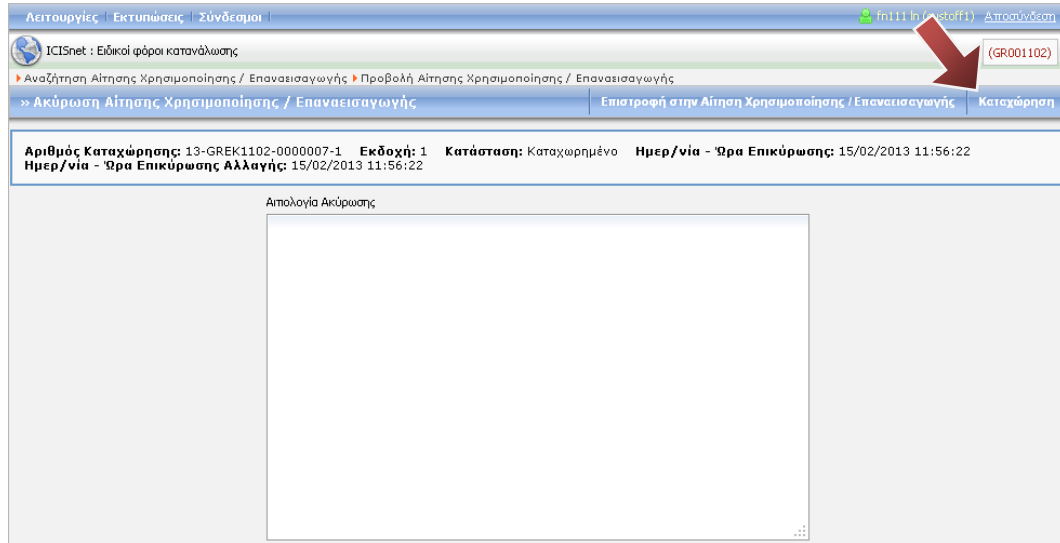 Λειτουργίες Εκτυπώσεις Σύνδεσμοι fn111 ln (custoff1) Αποσύνδεση
ICISnet : Ειδικοί φόροι κατανάλωσης (GR001102)
Αναζήτηση Αίτησης Χρησιμοποίησης / Επαναεισαγωγής Προβολή Αίτησης Χρησιμοποίησης / Επαναεισαγωγής
» Ακύρωση Αίτησης Χρησιμοποίησης / Επαναεισαγωγής Επιστροφή στην Αίτηση Χρησιμοποίησης / Επαναεισαγωγής Καταχώρηση
Αριθμός Καταχώρησης: 13-GREK1102-0000007-1 Εκδοχή: 1 Κατάσταση: Καταχωρημένο Ημερ/νία - Ώρα Επικύρωσης: 15/02/2013 11:56:22
Ημερ/νία - Ώρα Επικύρωσης Αλλαγής: 15/02/2013 11:56:22
Αιτιολογία Ακύρωσης